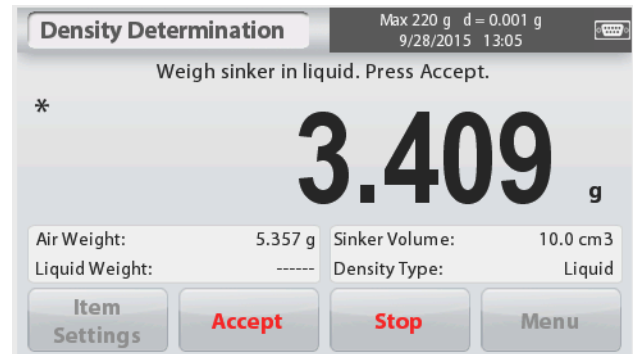 Density Determination
Max 220 g d = 0.001 g
9/28/2015 13:05
Weigh sinker in liquid. Press Accept.
*
3.409 g
Air Weight: 5.357 g Sinker Volume: 10.0 cm3
Liquid Weight: ------ Density Type: Liquid
Item
Settings
Accept
Stop
Menu